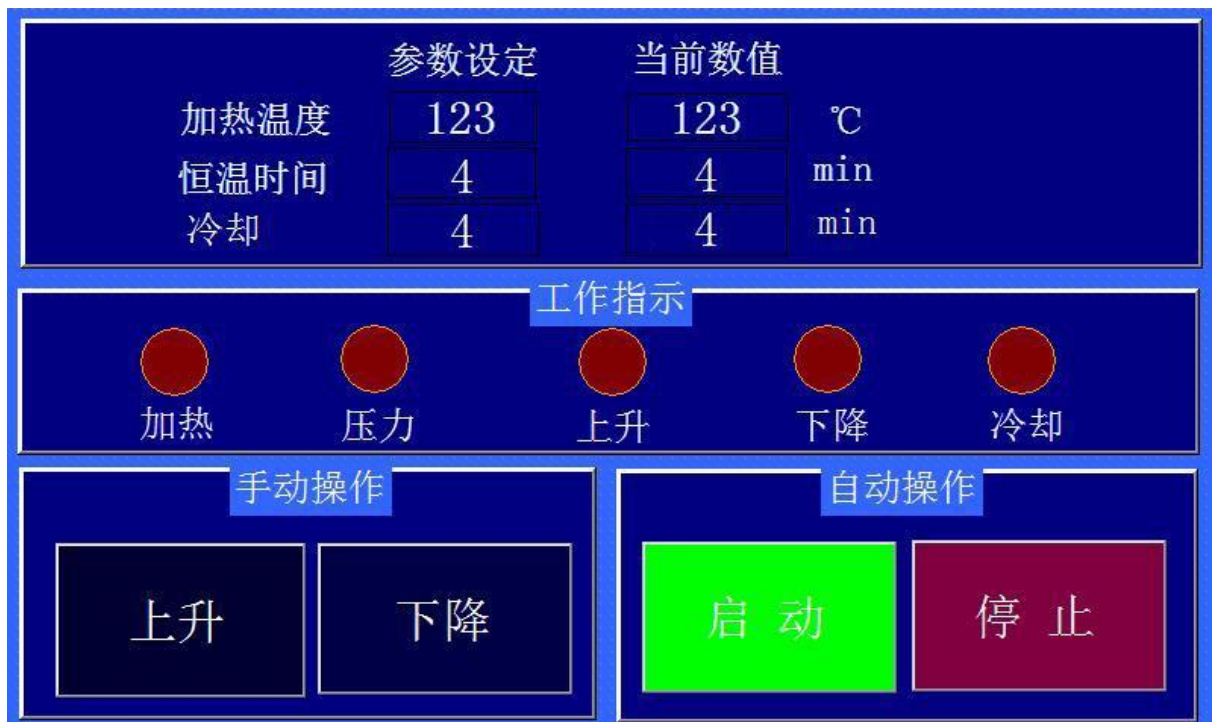 参数设定 当前数值
加热温度 123 123 ℃
恒温时间 4 4 min
冷却 4 4 min
工作指示
加热 压力 上升 下降 冷却
手动操作 自动操作
上升 下降 启 动 停 止